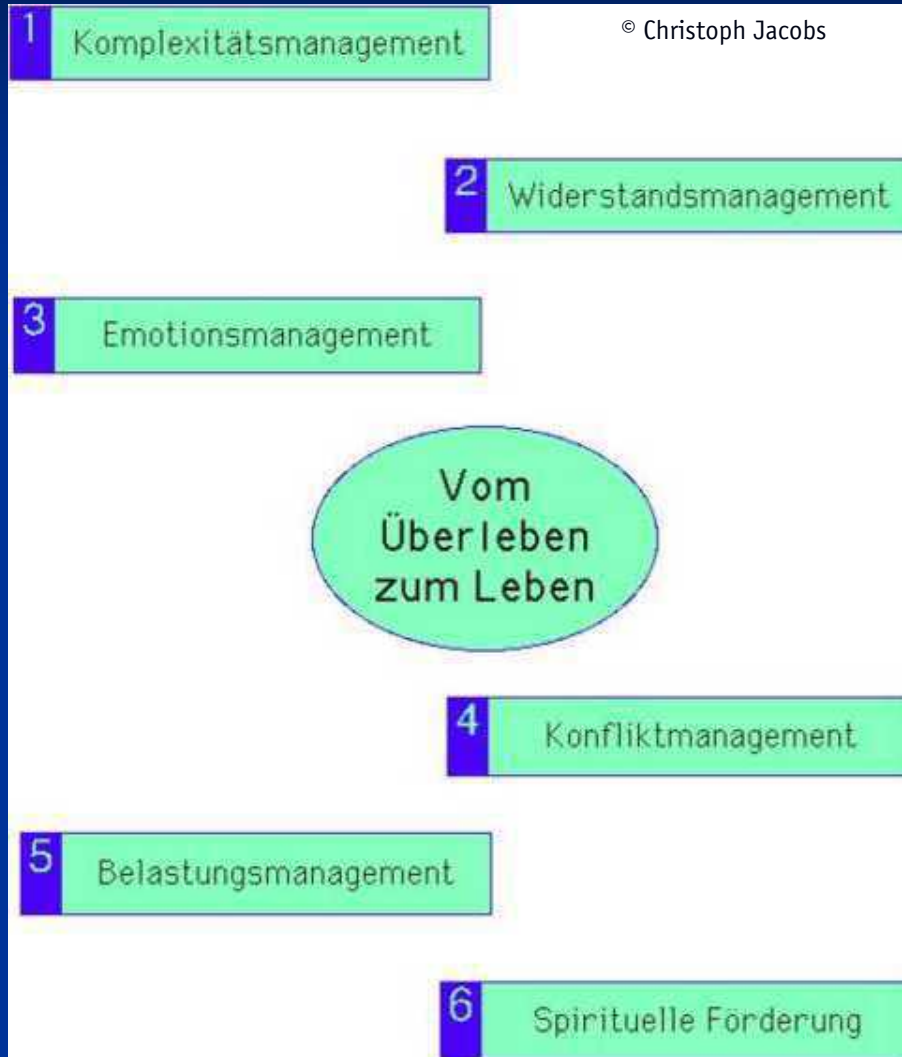 1 Komplexitätsmanagement
© Christoph Jacobs
2 Widerstandsmanagement
3 Emotionsmanagement
Vom
Überleben
zum Leben
4 Konfliktmanagement
5 Belastungsmanagement
6 Spirituelle Förderung